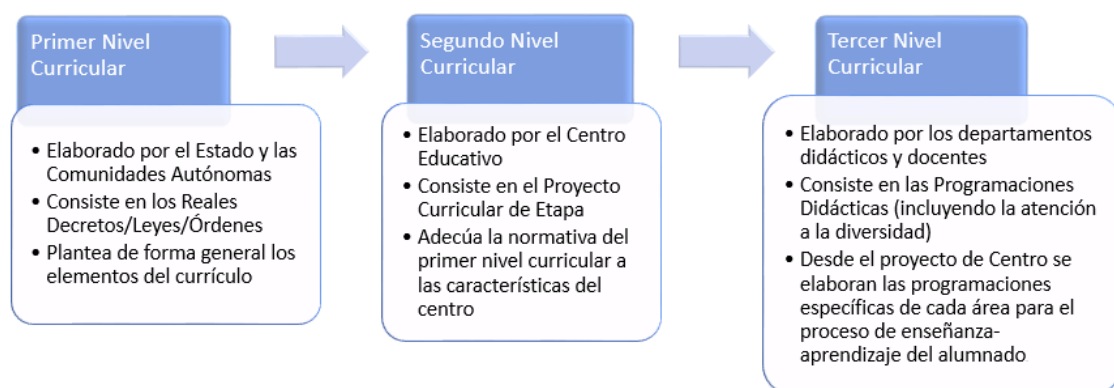 Primer Nivel
Curricular
• Elaborado por el Estado y las
Comunidades Autónomas
• Consiste en los Reales
Decretos/Leyes/Órdenes
• Plantea de forma general los
elementos del currículo
Segundo Nivel
Curricular
• Elaborado por el Centro
Educativo
• Consiste en el Proyecto
Curricular de Etapa
• Adecúa la normativa del
primer nivel curricular a
las características del
centro
Tercer Nivel
Curricular
• Elaborado por los departamentos
didácticos y docentes
• Consiste en las Programaciones
Didácticas (incluyendo la atención
a la diversidad)
• Desde el proyecto de Centro se
elaboran las programaciones
específicas de cada área para el
proceso de enseñanza-
aprendizaje del alumnado